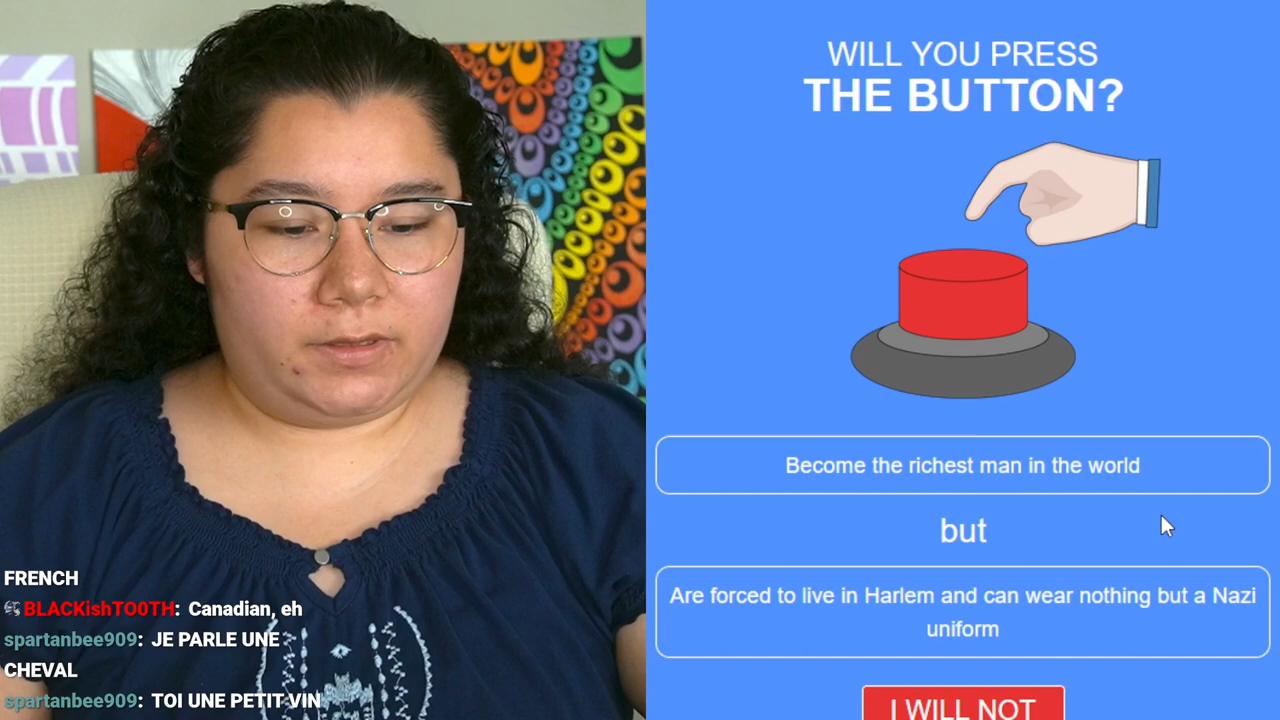 FRENCH
BLACKishTO0TH: Canadian, eh
spartanbee909: JE PARLE UNE
CHEVAL
spartanbee909: TOI UNE PETIT VIN
WILL YOU PRESS
THE BUTTON?
Become the richest man in the world
but
Are forced to live in Harlem and can wear nothing but a Nazi
uniform
I WILL NOT